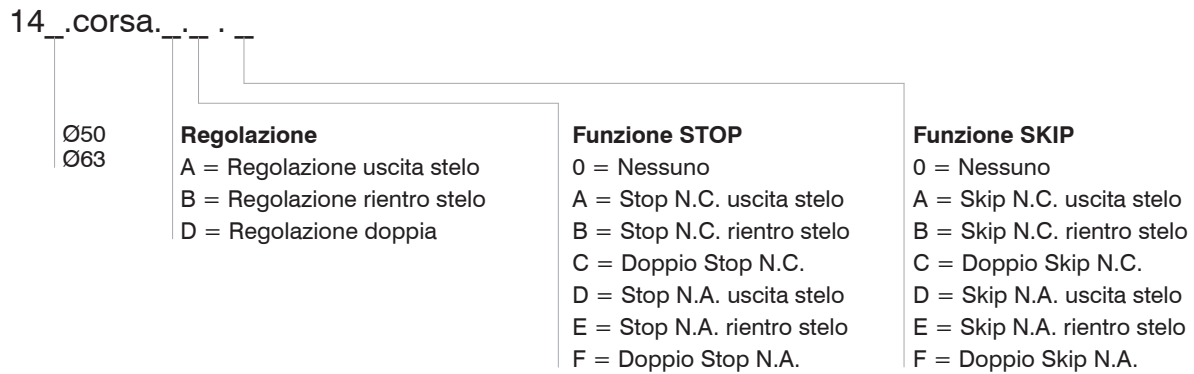 14_.corsa._._ . _
Ø50
Ø63
Regolazione
A = Regolazione uscita stelo
B = Regolazione rientro stelo
D = Regolazione doppia
Funzione STOP
0 = Nessuno
A = Stop N.C. uscita stelo
B = Stop N.C. rientro stelo
C = Doppio Stop N.C.
D = Stop N.A. uscita stelo
E = Stop N.A. rientro stelo
F = Doppio Stop N.A.
Funzione SKIP
0 = Nessuno
A = Skip N.C. uscita stelo
B = Skip N.C. rientro stelo
C = Doppio Skip N.C.
D = Skip N.A. uscita stelo
E = Skip N.A. rientro stelo
F = Doppio Skip N.A.